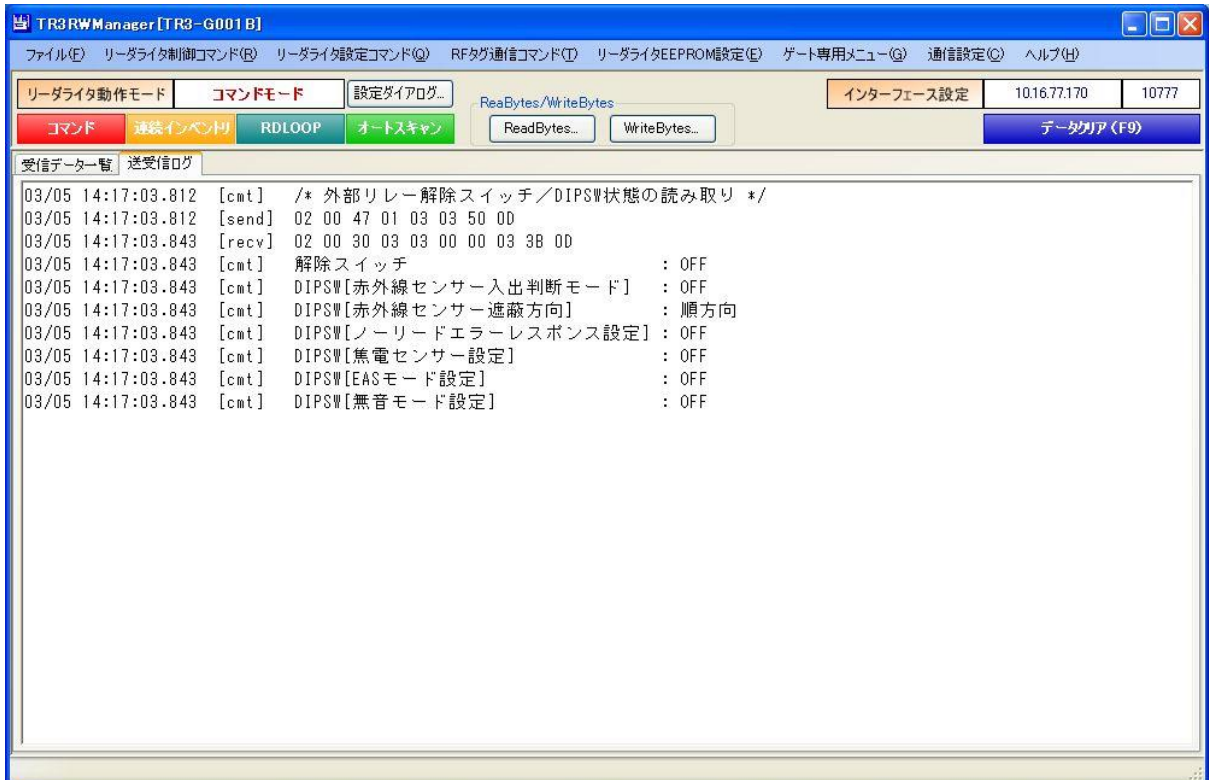 TR3RWManager[TR3-G001B]
ファイル(F) リーダライタ制御コマンド(R) リーダライタ設定コマンド(Q) RFタグ通信コマンド(T) リーダライタEEPROM設定(E) ゲート専用メニュー(G) 通信設定(C) ヘルプ(H)
リーダライタ動作モード コマンドモード 設定ダイアログ... インターフェース設定 10.16.77.170 10777
ReaBytes/WriteBytes
コマンド 連続インベントリ RDLOOP オートスキャン ReadBytes... WriteBytes... データクリア (F9)
受信データ一覧 送受信ログ
03/05 14:17:03.812 [cmt] /* 外部リレー解除スイッチ／DIPSW状態の読み取り */
03/05 14:17:03.812 [send] 02 00 47 01 03 03 50 0D
03/05 14:17:03.843 [recv] 02 00 30 03 03 00 00 03 3B 0D
03/05 14:17:03.843 [cmt] 解除スイッチ : OFF
03/05 14:17:03.843 [cmt] DIPSW[赤外線センサー入出判断モード] : OFF
03/05 14:17:03.843 [cmt] DIPSW[赤外線センサー遮蔽方向] : 順方向
03/05 14:17:03.843 [cmt] DIPSW[ノーリードエラーレスポンス設定] : OFF
03/05 14:17:03.843 [cmt] DIPSW[焦電センサー設定] : OFF
03/05 14:17:03.843 [cmt] DIPSW[EASモード設定] : OFF
03/05 14:17:03.843 [cmt] DIPSW[無音モード設定] : OFF